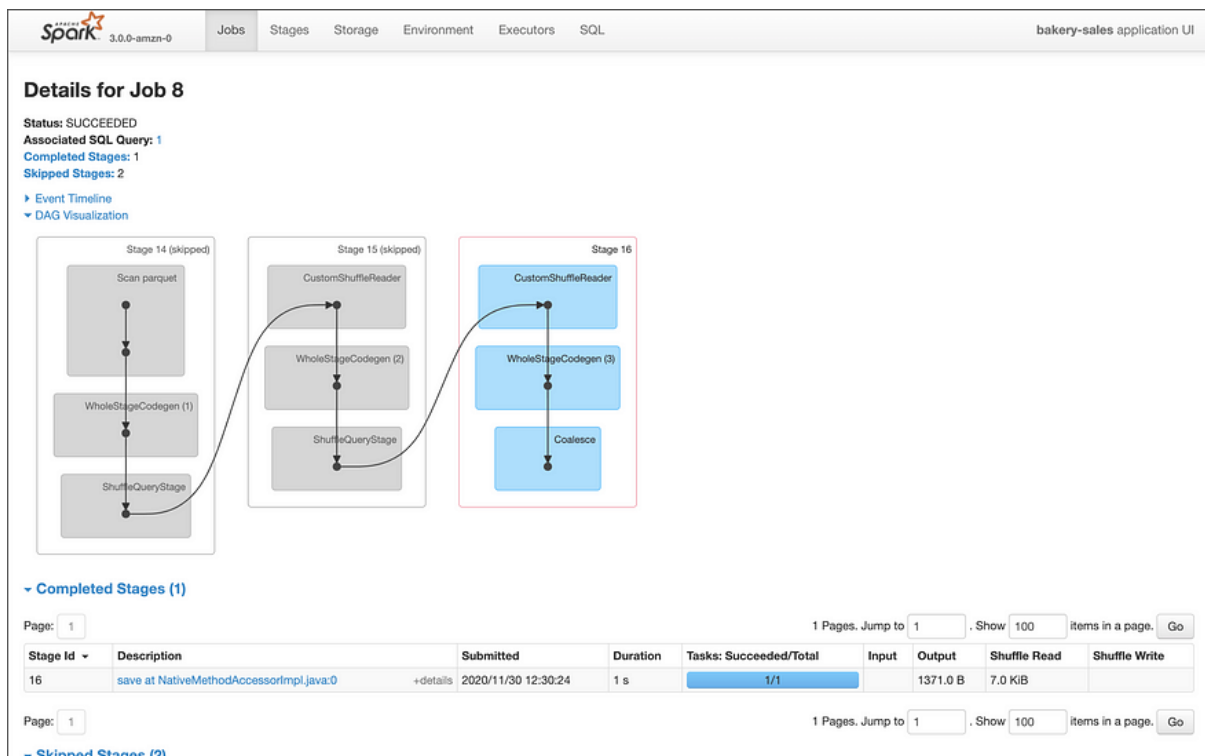 APACHE
Spark 3.0.0-amzn-0 Jobs Stages Storage Environment Executors SQL bakery-sales application UI
Details for Job 8
Status: SUCCEEDED
Associated SQL Query: 1
Completed Stages: 1
Skipped Stages: 2
Event Timeline
DAG Visualization
Stage 14 (skipped) Stage 15 (skipped) Stage 16
Scan parquet CustomShuffleReader CustomShuffleReader
WholeStageCodegen (2) WholeStageCodegen (3)
WholeStageCodegen (1)
ShuffleQueryStage Coalesce
ShuffleQueryStage
Completed Stages (1)
Page: 1 1 Pages. Jump to 1 . Show 100 items in a page. Go
Stage Id Description Submitted Duration Tasks: Succeeded/Total Input Output Shuffle Read Shuffle Write
16 save at NativeMethodAccessorImpl.java:0 +details 2020/11/30 12:30:24 1 s 1/1 1371.0 B 7.0 KiB
Page: 1 1 Pages. Jump to 1 . Show 100 items in a page. Go
Skipped Stages (2)